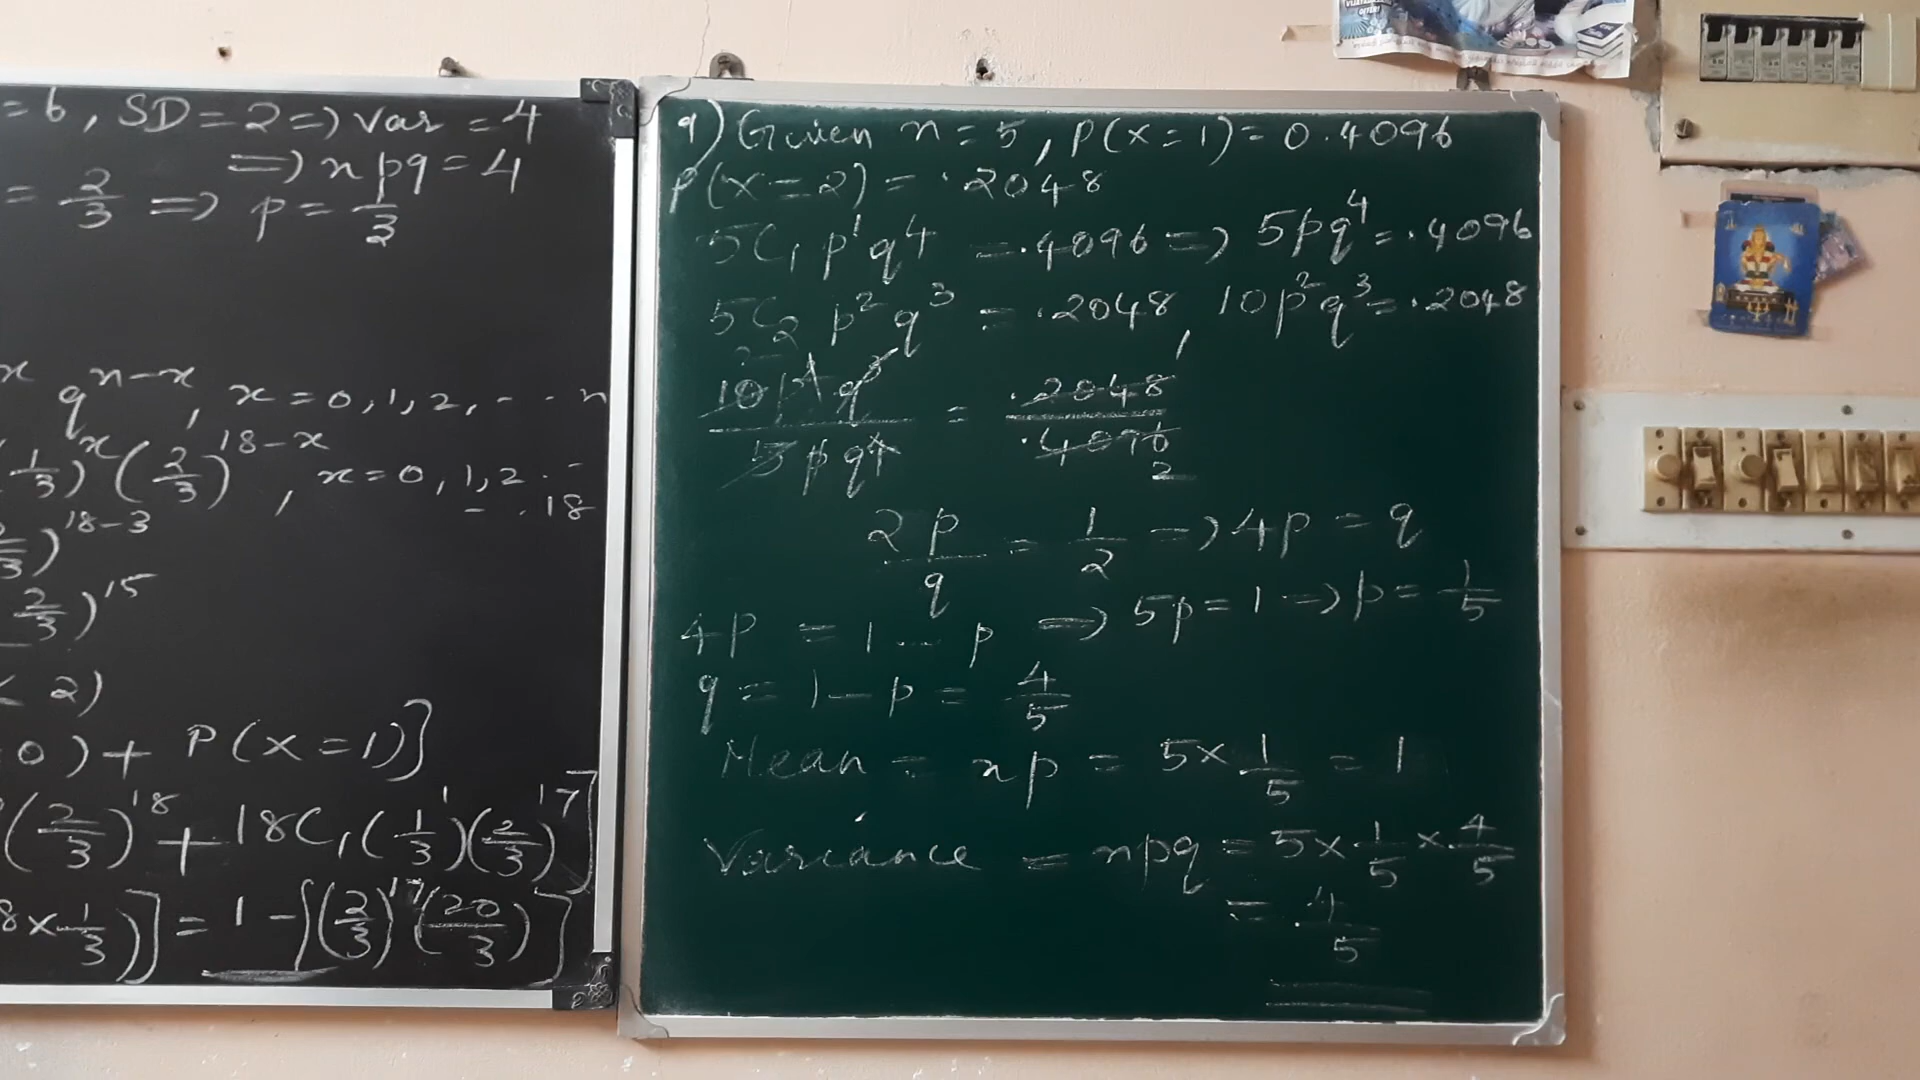 = 6, SD = 2 => Var = 4
=> npq = 4
= 2/3 => p = 1/3
x q^(n-x), x = 0, 1, 2, - - n
(1/3)^x (2/3)^(18-x), x = 0, 1, 2 - - - . 18
/3)^(18-3)
2/3)^15
< 2)
0) + P(X=1)]
(2/3)^18 + 18C₁ (1/3)^1 (2/3)^17]
8 × 1/3)] = 1 - [(2/3)^17 (20/3)]
9) Given n = 5, P(X=1) = 0.4096
P(X=2) = .2048
5C₁ p^1 q^4 = .4096 => 5pq^4 = .4096
5C₂ p^2 q^3 = .2048, 10p^2 q^3 = .2048
10p^2 q^3 / 5pq^4 = .2048 / .4096
2p/q = 1/2 => 4p = q
4p = 1 - p => 5p = 1 => p = 1/5
q = 1 - p = 4/5
Mean = np = 5 × 1/5 = 1
Variance = npq = 5 × 1/5 × 4/5
= 4/5